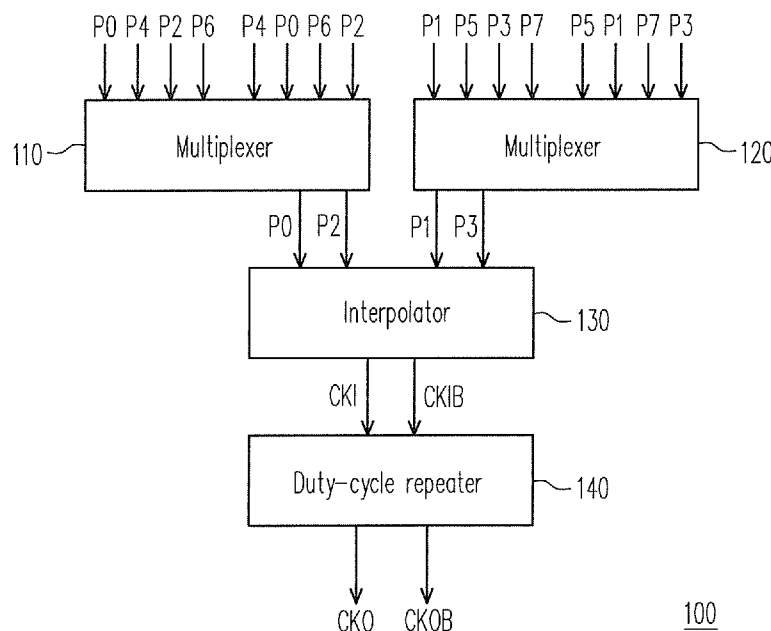 P0 P4 P2 P6 P4 P0 P6 P2 P1 P5 P3 P7 P5 P1 P7 P3
110 Multiplexer Multiplexer 120
P0 P2 P1 P3
Interpolator 130
CKI CKIB
Duty-cycle repeater 140
CKO CKOB
100